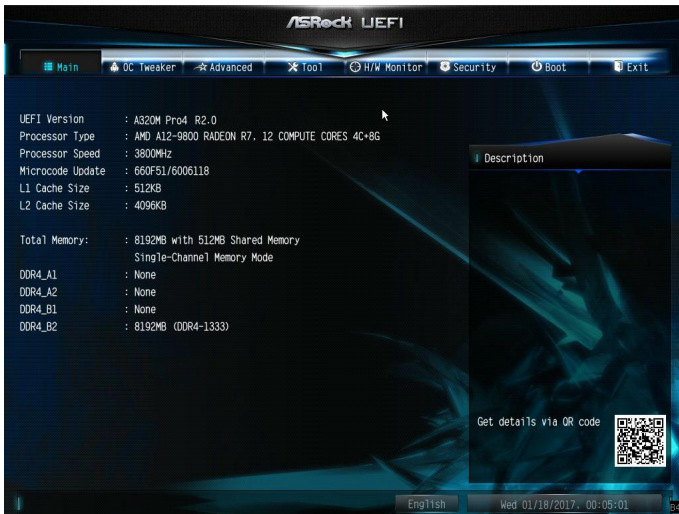 ASRock UEFI
Main OC Tweaker Advanced Tool H/W Monitor Security Boot Exit
UEFI Version : A320M Pro4 R2.0
Processor Type : AMD A12-9800 RADEON R7, 12 COMPUTE CORES 4C+8G
Processor Speed : 3800MHz
Microcode Update : 660F51/6006118
L1 Cache Size : 512KB
L2 Cache Size : 4096KB
Total Memory: : 8192MB with 512MB Shared Memory
Single-Channel Memory Mode
DDR4_A1 : None
DDR4_A2 : None
DDR4_B1 : None
DDR4_B2 : 8192MB (DDR4-1333)
Description
Get details via QR code
English Wed 01/18/2017, 00:05:01